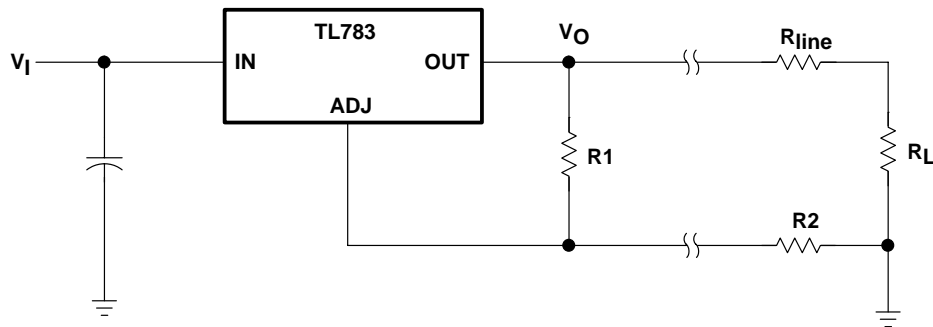 TL783
VO
Rline
VI
IN
OUT
ADJ
R1
RL
R2